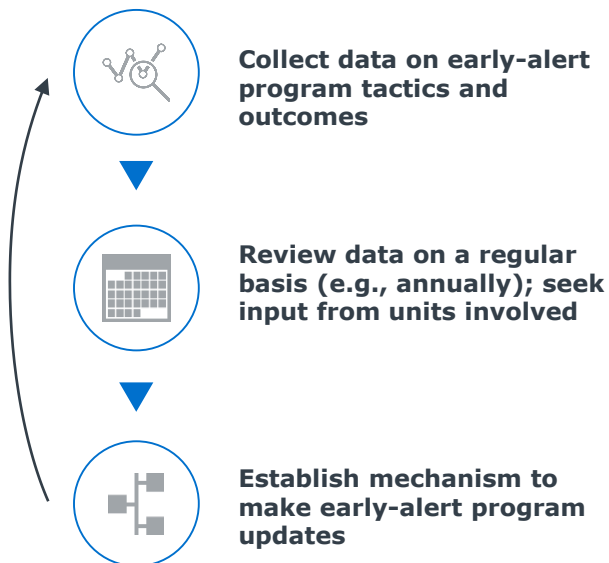 Collect data on early-alert
program tactics and
outcomes
Review data on a regular
basis (e.g., annually); seek
input from units involved
Establish mechanism to
make early-alert program
updates